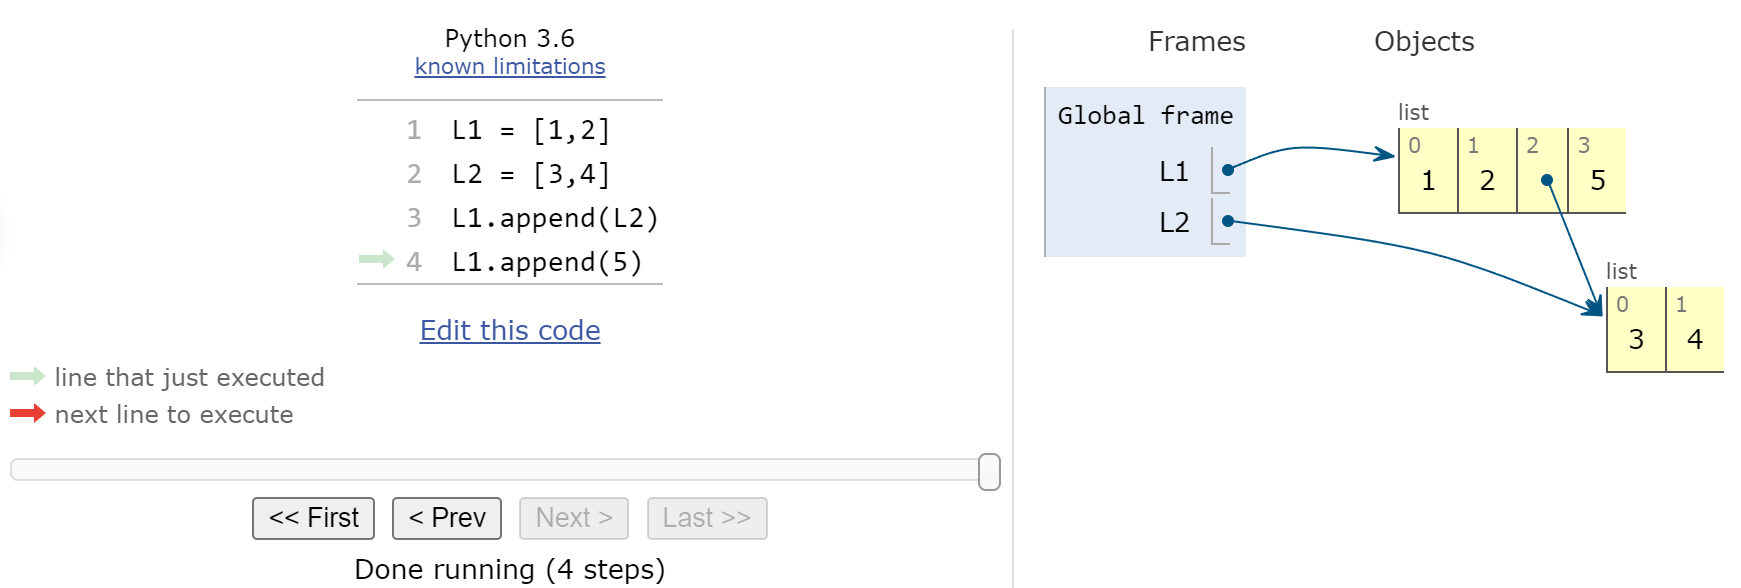 Python 3.6
known limitations
1 L1 = [1,2]
2 L2 = [3,4]
3 L1.append(L2)
4 L1.append(5)
Edit this code
line that just executed
next line to execute
<< First < Prev Next > Last >>
Done running (4 steps)
Frames Objects
Global frame
L1
L2
list
0 1 2 3
1 2 5
list
0 1
3 4